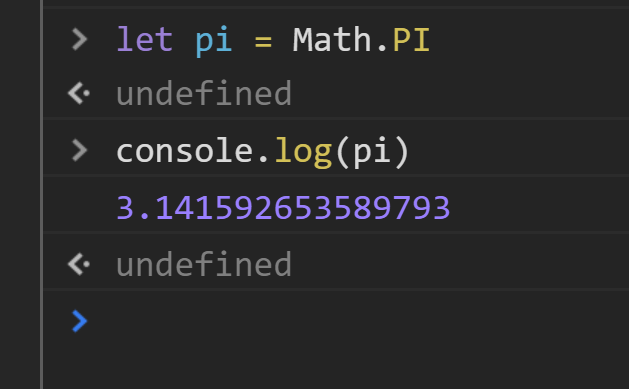 let pi = Math.PI
undefined
console.log(pi)
3.141592653589793
undefined